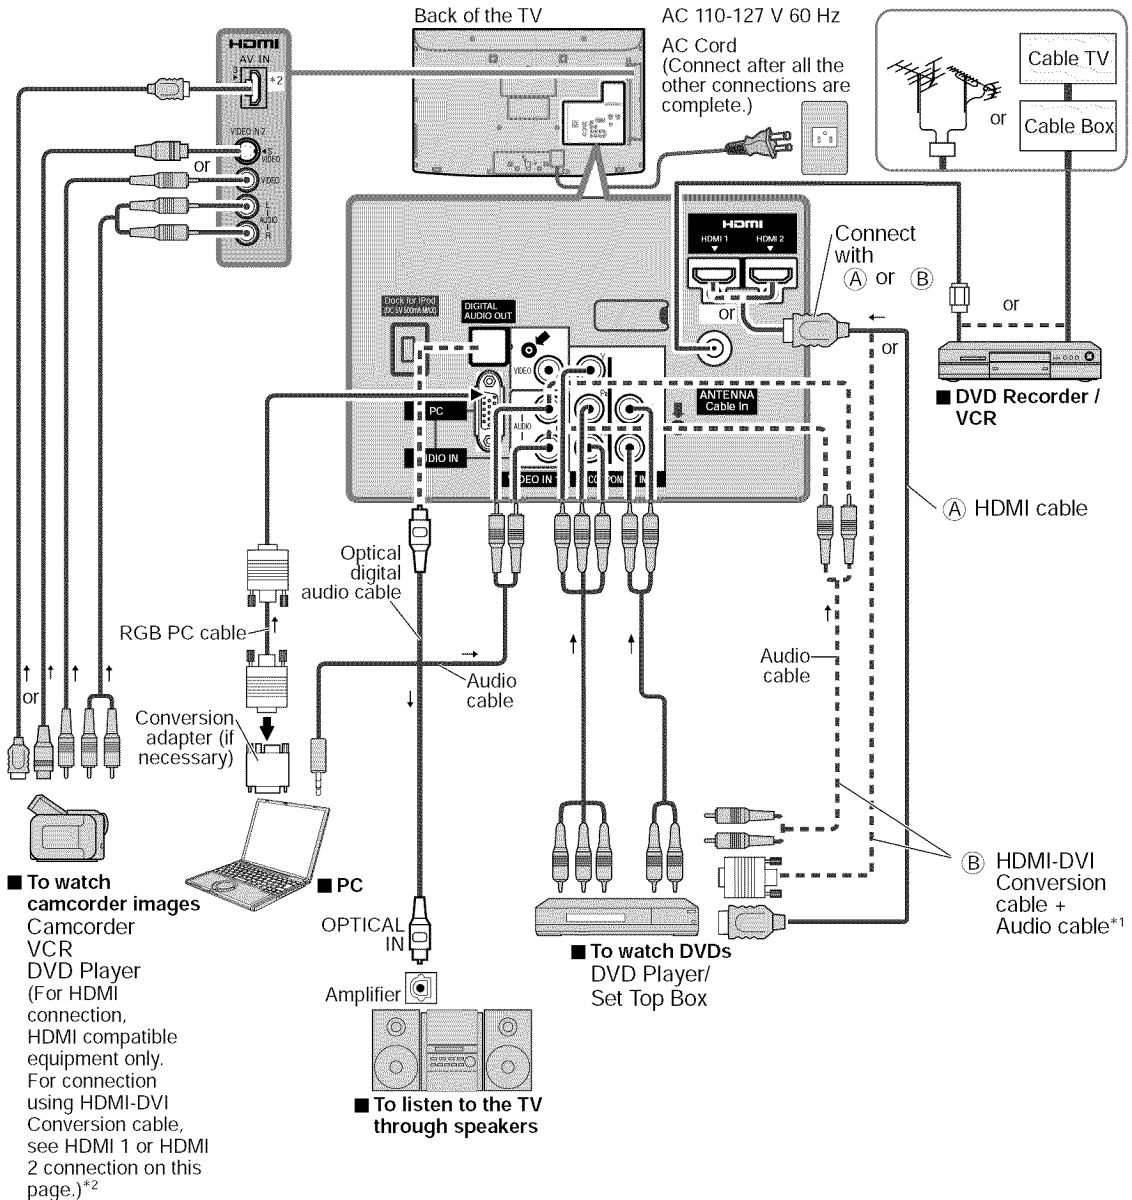 Back of the TV
AC 110-127 V 60 Hz
AC Cord
(Connect after all the
other connections are
complete.)
HDMI
AV IN
*2
VIDEO IN 2
S
VIDEO
or
VIDEO
L
AUDIO
R
Cable TV
or
Cable Box
HDMI
HDMI 1
HDMI 2
or
Connect
with
Ⓐ or Ⓑ
or
or
DVD Recorder /
VCR
Dock for iPod
(DC 5V 500mA MAX)
DIGITAL
AUDIO OUT
VIDEO
PC
AUDIO
ANTENNA
Cable In
Ⓐ HDMI cable
Optical
digital
audio cable
RGB PC cable
Audio
cable
Audio
cable
or
Conversion
adapter (if
necessary)
■ PC
■ To watch
camcorder images
Camcorder
VCR
DVD Player
(For HDMI
connection,
HDMI compatible
equipment only.
For connection
using HDMI-DVI
Conversion cable,
see HDMI 1 or HDMI
2 connection on this
page.)*2
OPTICAL
IN
Amplifier
■ To listen to the TV
through speakers
■ To watch DVDs
DVD Player/
Set Top Box
Ⓑ HDMI-DVI
Conversion
cable +
Audio cable*1